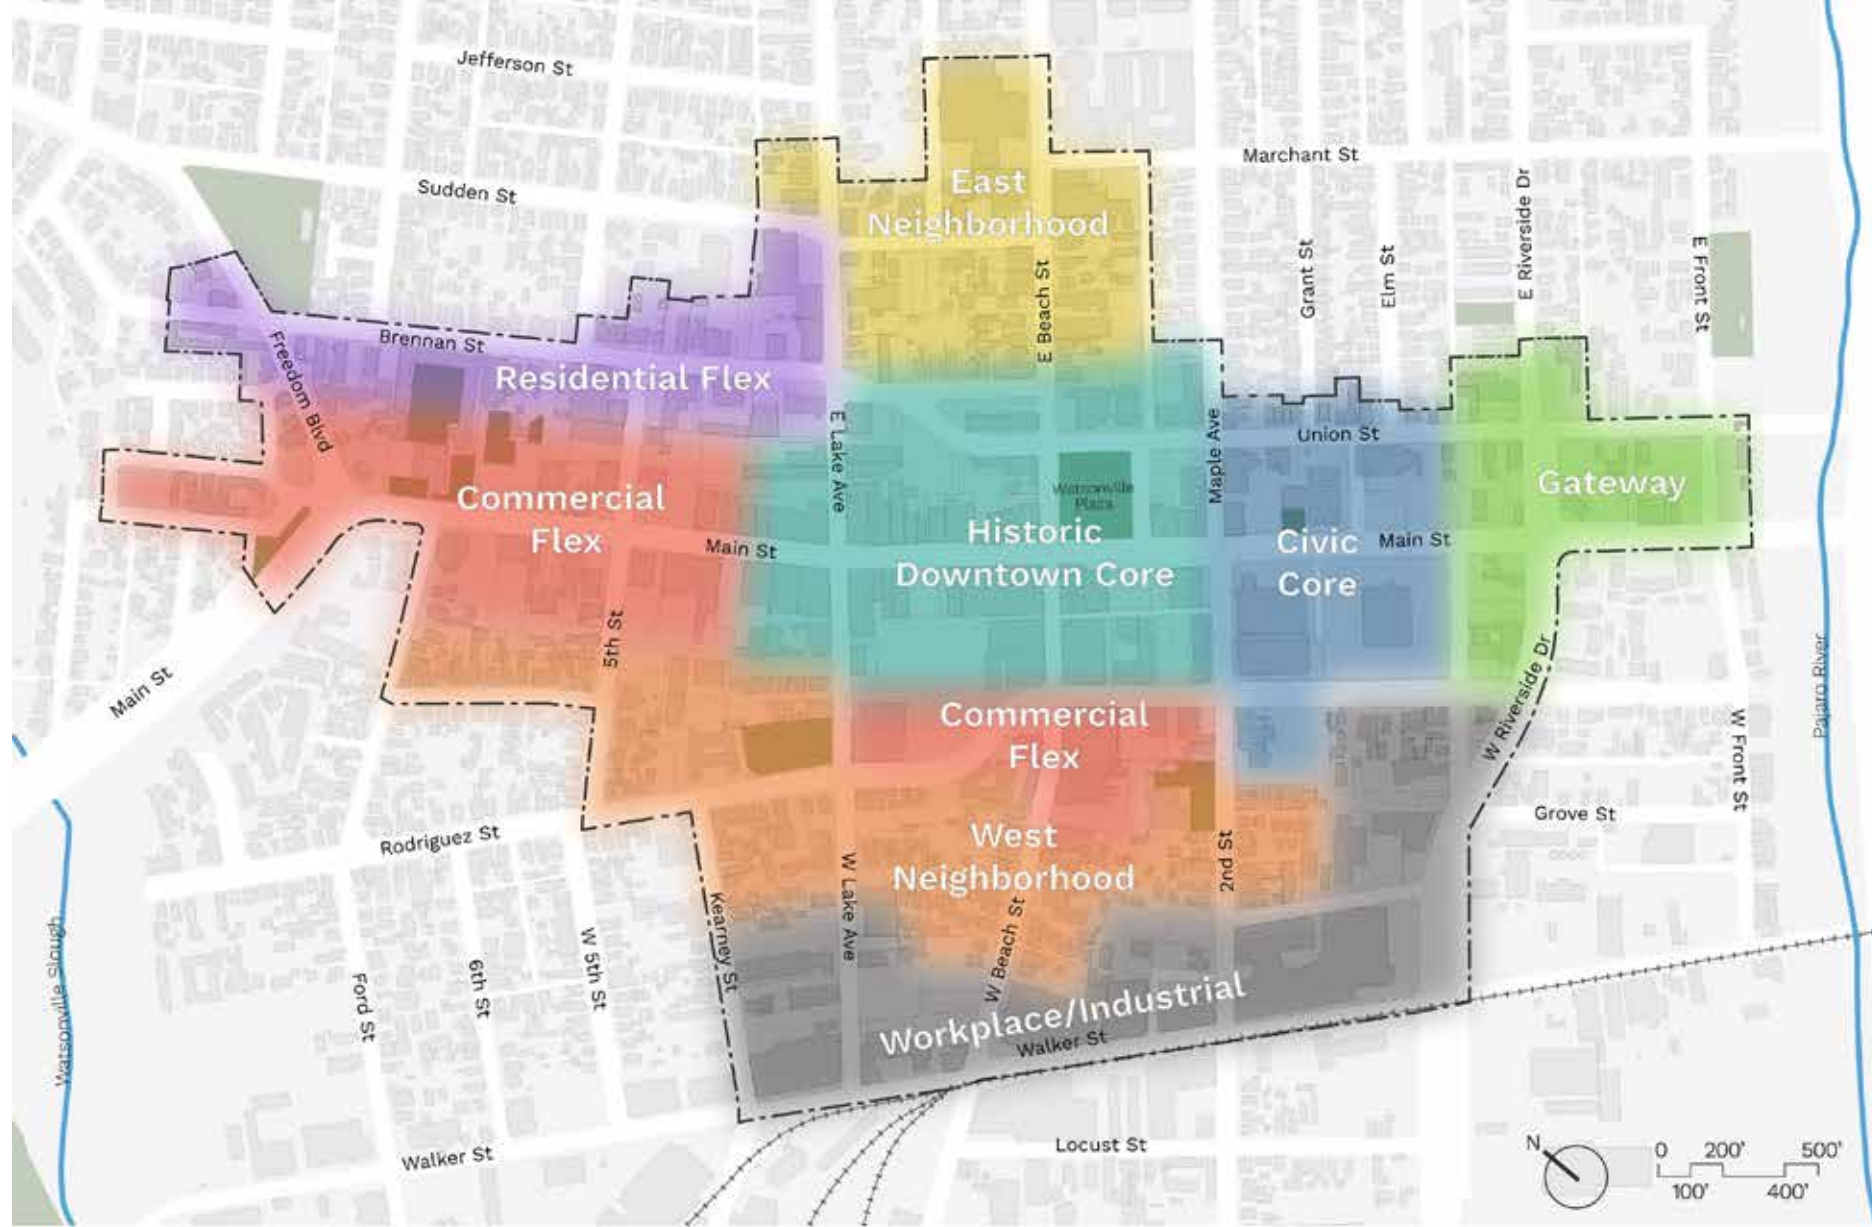 Jefferson St
Sudden St
Marchant St
East
Neighborhood
E Riverside Dr
Grant St
Elm St
E Front St
E Beach St
Brennan St
Freedom Blvd
Residential Flex
E Lake Ave
Maple Ave
Union St
Watsonville
Plaza
Gateway
Commercial
Flex
Main St
Historic
Downtown Core
Civic
Core
Main St
5th St
Main St
W Riverside Dr
Pajaro River
Commercial
Flex
W Front St
Grove St
Rodriguez St
West
Neighborhood
2nd St
W Lake Ave
Kearney St
W Beach St
Watsonville Slough
Ford St
6th St
W 5th St
Workplace/Industrial
Walker St
Walker St
Locust St
N
0 200' 500'
100' 400'